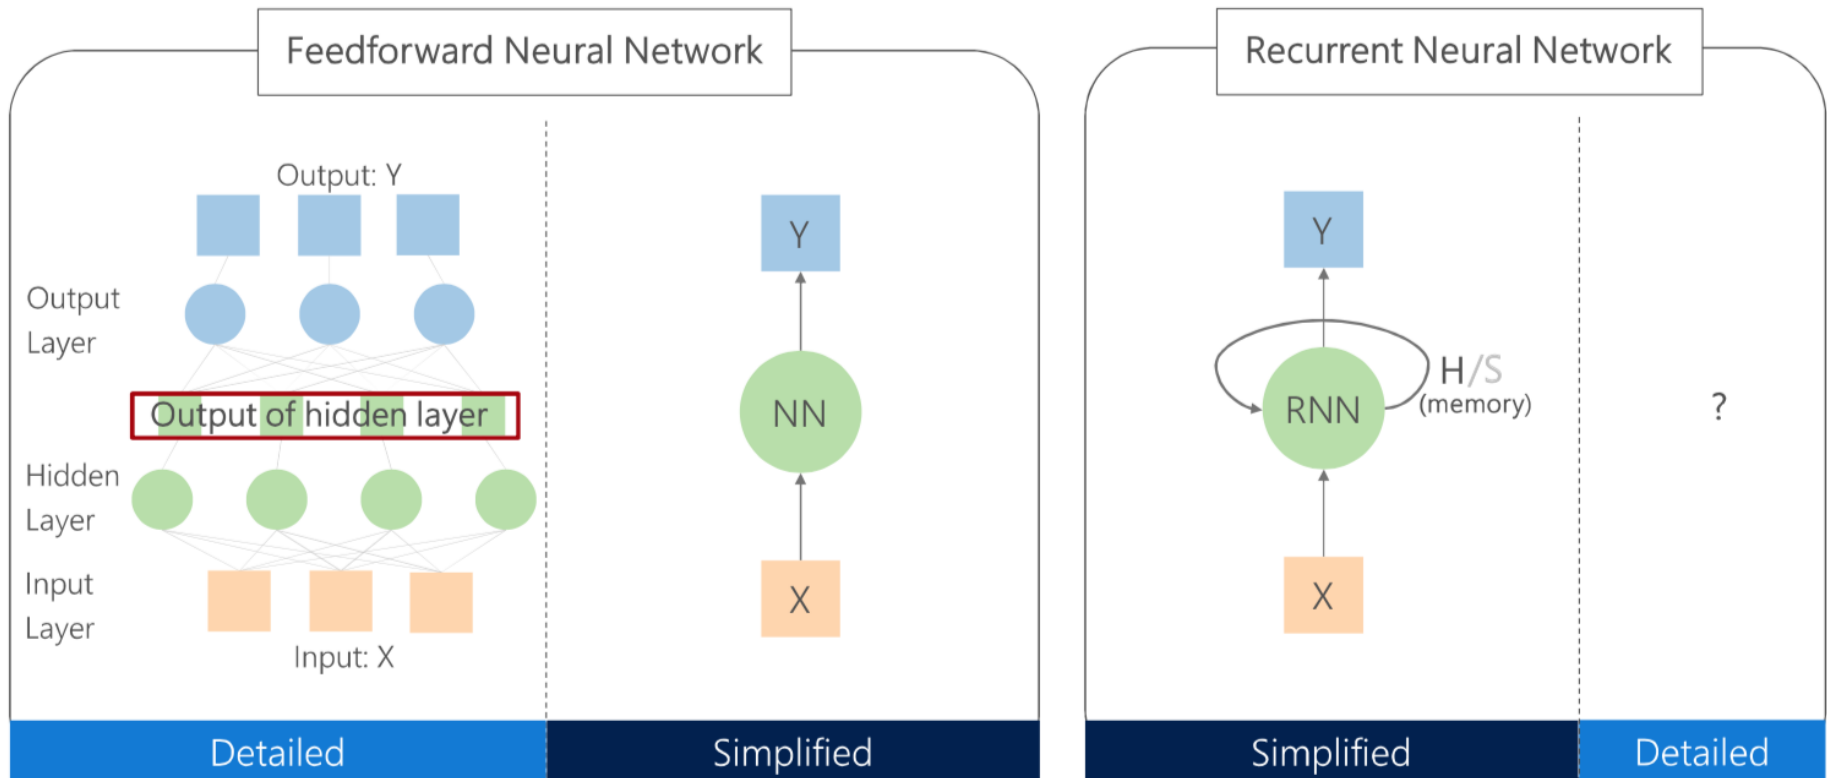 Feedforward Neural Network
Output: Y
Output
Layer
Output of hidden layer
Hidden
Layer
Input
Layer
Input: X
Detailed
Y
NN
X
Simplified
Recurrent Neural Network
Y
H/S
(memory)
RNN
X
Simplified
?
Detailed